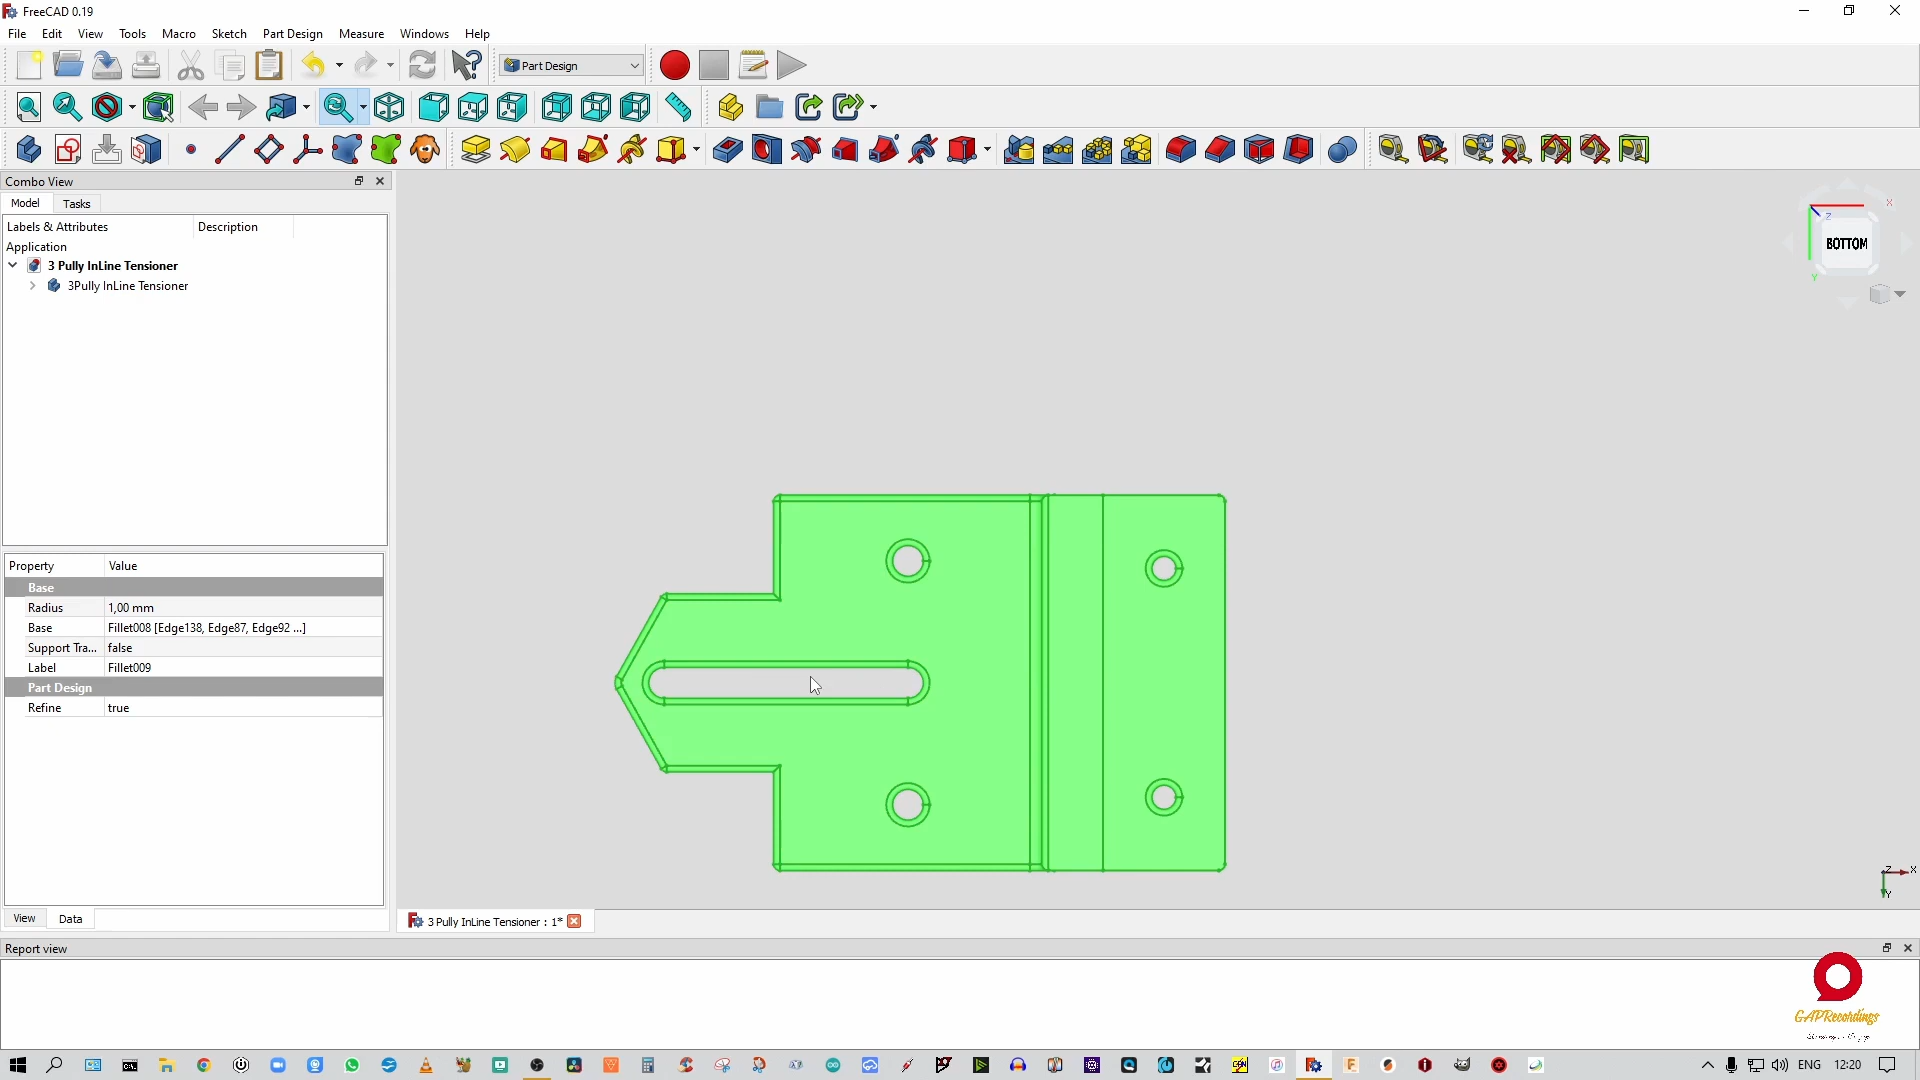 FreeCAD 0.19
File Edit View Tools Macro Sketch Part Design Measure Windows Help
Part Design
Combo View
Model Tasks
Labels & Attributes Description
Application
3 Pully InLine Tensioner
3Pully InLine Tensioner
X
Z
BOTTOM
Y
Property Value
Base
Radius 1,00 mm
Base Fillet008 [Edge138, Edge87, Edge92 ...]
Support Tra... false
Label Fillet009
Part Design
Refine true
Z X
Y
View Data
3 Pully InLine Tensioner : 1*
Report view
GAPRecordings
ENG 12:20